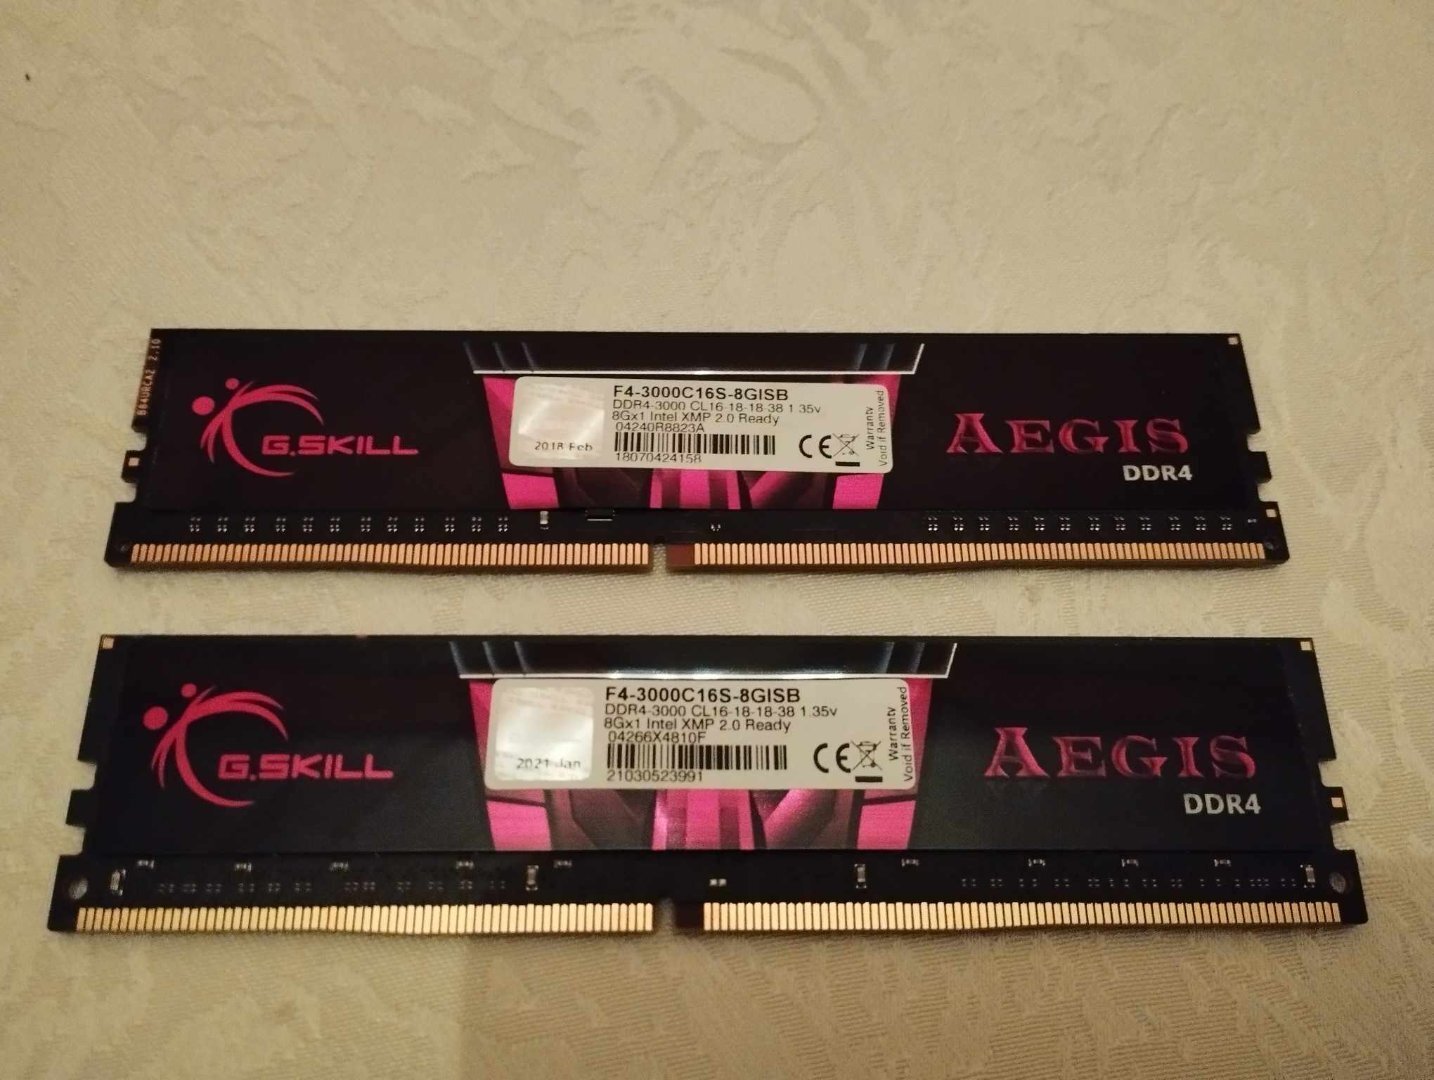 B84URCA2 2.10
G.SKILL
F4-3000C16S-8GISB
DDR4-3000 CL16-18-18-38 1.35v
8Gx1 Intel XMP 2.0 Ready
04240R8823A
2018 Feb
18070424158
CE
Warranty
Void if Removed
AEGIS
DDR4
G.SKILL
F4-3000C16S-8GISB
DDR4-3000 CL16-18-18-38 1.35v
8Gx1 Intel XMP 2.0 Ready
04266X4810F
2021 Jan
21030523991
CE
Warranty
Void if Removed
AEGIS
DDR4